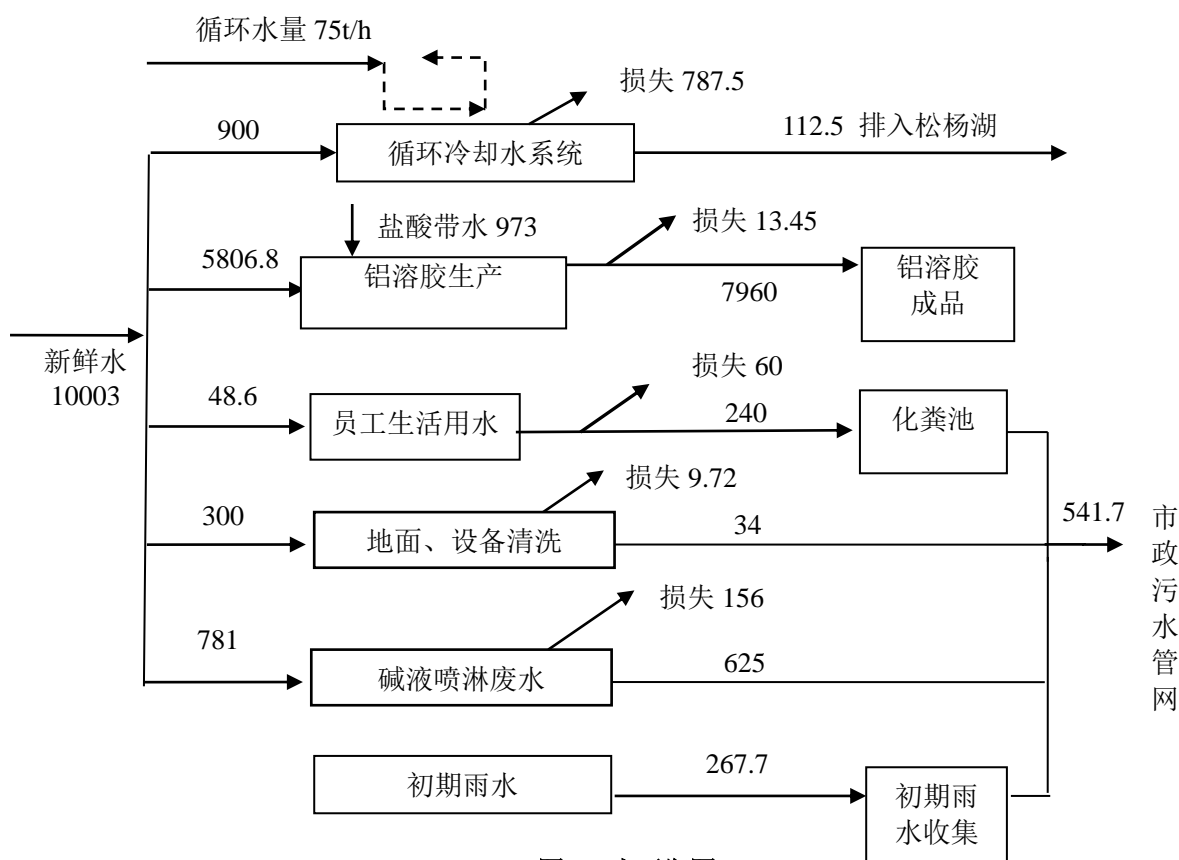 循环水量 75t/h
损失 787.5
900
112.5 排入松杨湖
循环冷却水系统
盐酸带水 973
损失 13.45
5806.8
铝溶胶生产
7960
铝溶胶
成品
新鲜水
10003
损失 60
48.6
员工生活用水
240
化粪池
损失 9.72
300
地面、设备清洗
34
541.7
市
政
污
水
管
网
损失 156
781
碱液喷淋废水
625
初期雨水
267.7
初期雨
水收集